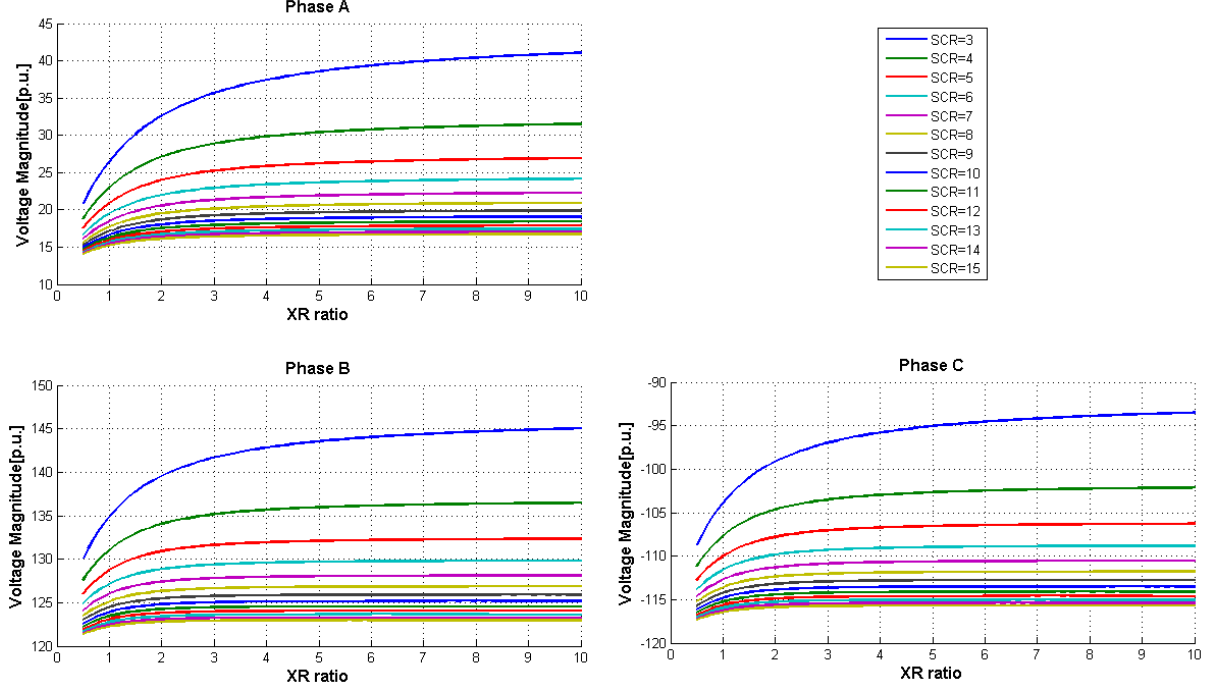 Phase A
Voltage Magnitude[p.u.]
45
40
35
30
25
20
15
10
0 1 2 3 4 5 6 7 8 9 10
XR ratio
SCR=3
SCR=4
SCR=5
SCR=6
SCR=7
SCR=8
SCR=9
SCR=10
SCR=11
SCR=12
SCR=13
SCR=14
SCR=15
Phase B
Voltage Magnitude[p.u.]
150
145
140
135
130
125
120
0 1 2 3 4 5 6 7 8 9 10
XR ratio
Phase C
Voltage Magnitude[p.u.]
-90
-95
-100
-105
-110
-115
-120
0 1 2 3 4 5 6 7 8 9 10
XR ratio